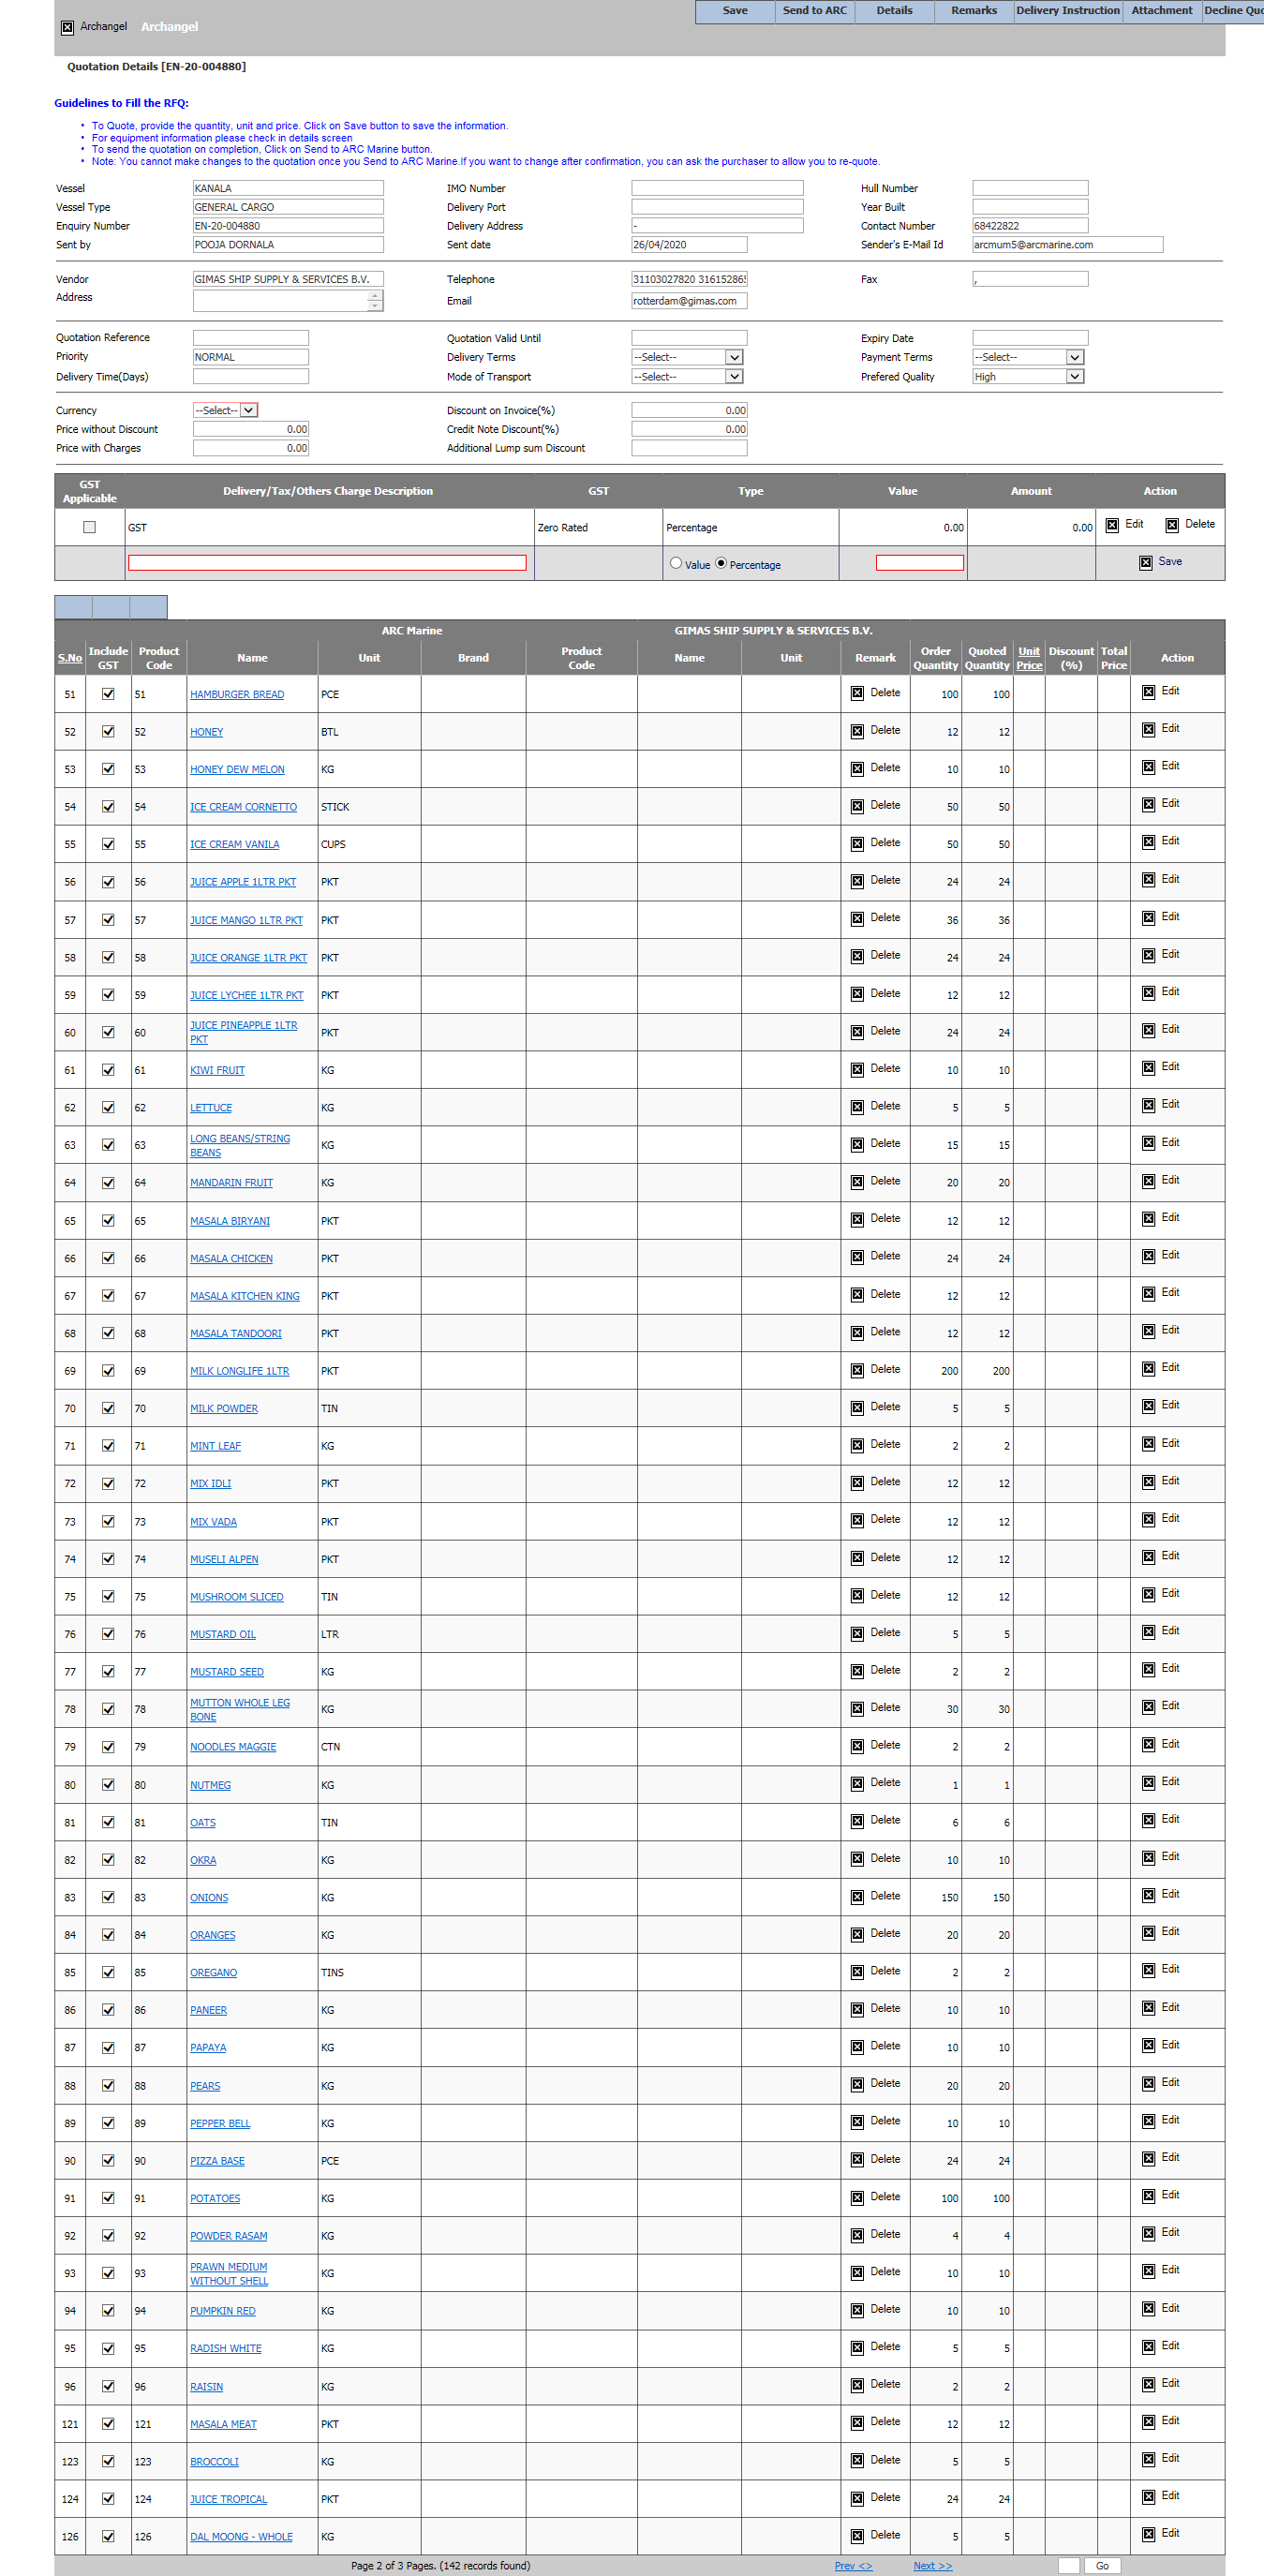 Archangel Archangel Save Send to ARC Details Remarks Delivery Instruction Attachment Decline Quo
Quotation Details [EN-20-004880]
Guidelines to Fill the RFQ:
• To Quote, provide the quantity, unit and price. Click on Save button to save the information.
• For equipment information please check in details screen
• To send the quotation on completion, Click on Send to ARC Marine button.
• Note: You cannot make changes to the quotation once you Send to ARC Marine.If you want to change after confirmation, you can ask the purchaser to allow you to re-quote.
Vessel KANALA IMO Number Hull Number
Vessel Type GENERAL CARGO Delivery Port Year Built
Enquiry Number EN-20-004880 Delivery Address - Contact Number 68422822
Sent by POOJA DORNALA Sent date 26/04/2020 Sender's E-Mail Id arcmum5@arcmarine.com
Vendor GIMAS SHIP SUPPLY & SERVICES B.V. Telephone 31103027820 316152865 Fax ,
Address Email rotterdam@gimas.com
Quotation Reference Quotation Valid Until Expiry Date
Priority NORMAL Delivery Terms --Select-- Payment Terms --Select--
Delivery Time(Days) Mode of Transport --Select-- Prefered Quality High
Currency --Select-- Discount on Invoice(%) 0.00
Price without Discount 0.00 Credit Note Discount(%) 0.00
Price with Charges 0.00 Additional Lump sum Discount
GST Applicable Delivery/Tax/Others Charge Description GST Type Value Amount Action
GST Zero Rated Percentage 0.00 0.00 Edit Delete
Value Percentage Save
ARC Marine GIMAS SHIP SUPPLY & SERVICES B.V.
S.No Include GST Product Code Name Unit Brand Product Code Name Unit Remark Order Quantity Quoted Quantity Unit Price Discount (%) Total Price Action
51 51 HAMBURGER BREAD PCE Delete 100 100 Edit
52 52 HONEY BTL Delete 12 12 Edit
53 53 HONEY DEW MELON KG Delete 10 10 Edit
54 54 ICE CREAM CORNETTO STICK Delete 50 50 Edit
55 55 ICE CREAM VANILA CUPS Delete 50 50 Edit
56 56 JUICE APPLE 1LTR PKT PKT Delete 24 24 Edit
57 57 JUICE MANGO 1LTR PKT PKT Delete 36 36 Edit
58 58 JUICE ORANGE 1LTR PKT PKT Delete 24 24 Edit
59 59 JUICE LYCHEE 1LTR PKT PKT Delete 12 12 Edit
60 60 JUICE PINEAPPLE 1LTR PKT PKT Delete 24 24 Edit
61 61 KIWI FRUIT KG Delete 10 10 Edit
62 62 LETTUCE KG Delete 5 5 Edit
63 63 LONG BEANS/STRING BEANS KG Delete 15 15 Edit
64 64 MANDARIN FRUIT KG Delete 20 20 Edit
65 65 MASALA BIRYANI PKT Delete 12 12 Edit
66 66 MASALA CHICKEN PKT Delete 24 24 Edit
67 67 MASALA KITCHEN KING PKT Delete 12 12 Edit
68 68 MASALA TANDOORI PKT Delete 12 12 Edit
69 69 MILK LONGLIFE 1LTR PKT Delete 200 200 Edit
70 70 MILK POWDER TIN Delete 5 5 Edit
71 71 MINT LEAF KG Delete 2 2 Edit
72 72 MIX IDLI PKT Delete 12 12 Edit
73 73 MIX VADA PKT Delete 12 12 Edit
74 74 MUSELI ALPEN PKT Delete 12 12 Edit
75 75 MUSHROOM SLICED TIN Delete 12 12 Edit
76 76 MUSTARD OIL LTR Delete 5 5 Edit
77 77 MUSTARD SEED KG Delete 2 2 Edit
78 78 MUTTON WHOLE LEG BONE KG Delete 30 30 Edit
79 79 NOODLES MAGGIE CTN Delete 2 2 Edit
80 80 NUTMEG KG Delete 1 1 Edit
81 81 OATS TIN Delete 6 6 Edit
82 82 OKRA KG Delete 10 10 Edit
83 83 ONIONS KG Delete 150 150 Edit
84 84 ORANGES KG Delete 20 20 Edit
85 85 OREGANO TINS Delete 2 2 Edit
86 86 PANEER KG Delete 10 10 Edit
87 87 PAPAYA KG Delete 10 10 Edit
88 88 PEARS KG Delete 20 20 Edit
89 89 PEPPER BELL KG Delete 10 10 Edit
90 90 PIZZA BASE PCE Delete 24 24 Edit
91 91 POTATOES KG Delete 100 100 Edit
92 92 POWDER RASAM KG Delete 4 4 Edit
93 93 PRAWN MEDIUM WITHOUT SHELL KG Delete 10 10 Edit
94 94 PUMPKIN RED KG Delete 10 10 Edit
95 95 RADISH WHITE KG Delete 5 5 Edit
96 96 RAISIN KG Delete 2 2 Edit
121 121 MASALA MEAT PKT Delete 12 12 Edit
123 123 BROCCOLI KG Delete 5 5 Edit
124 124 JUICE TROPICAL PKT Delete 24 24 Edit
126 126 DAL MOONG - WHOLE KG Delete 5 5 Edit
Page 2 of 3 Pages. (142 records found) Prev <> Next >> Go